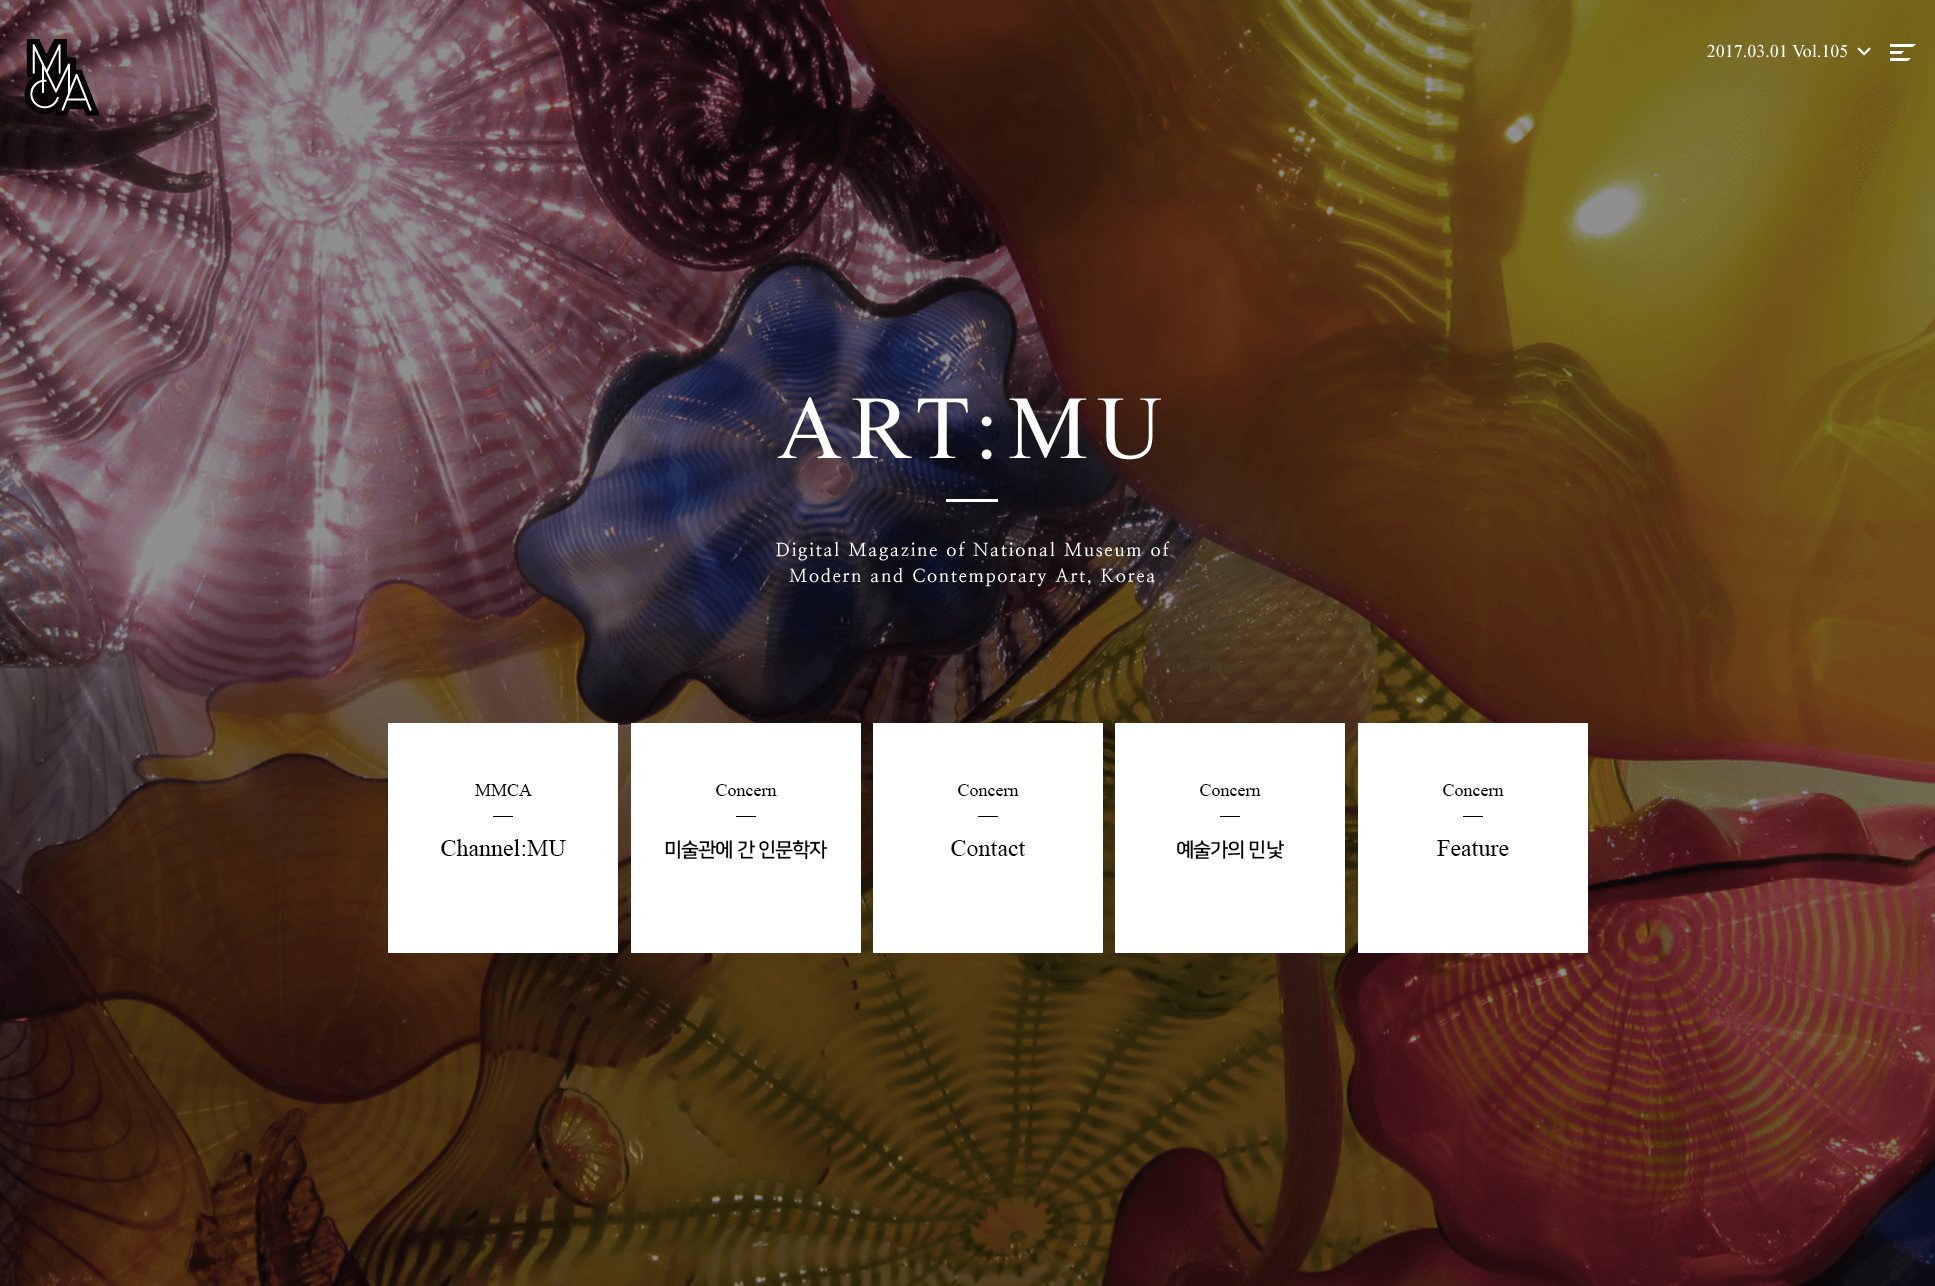 MMCA
2017.03.01 Vol.105
ART:MU
Digital Magazine of National Museum of
Modern and Contemporary Art, Korea
MMCA
Channel:MU
Concern
미술관에 간 인문학자
Concern
Contact
Concern
예술가의 민낯
Concern
Feature